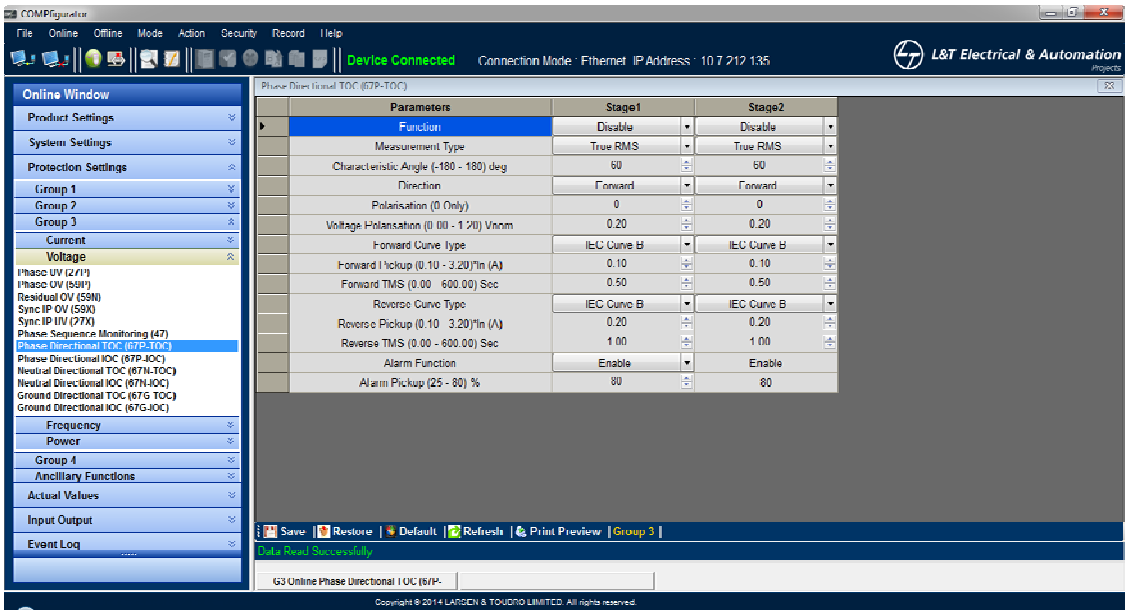 COMPfigurator
File Online Offline Mode Action Security Record Help
Device Connected Connection Mode : Ethernet IP Address : 10 7 212 135
L&T Electrical & Automation
Projects
Online Window
Product Settings
System Settings
Protection Settings
Group 1
Group 2
Group 3
Current
Voltage
Phase UV (27P)
Phase OV (59P)
Residual OV (59N)
Sync IP OV (59X)
Sync IP UV (27X)
Phase Sequence Monitoring (47)
Phase Directional TOC (67P-TOC)
Phase Directional IOC (67P-IOC)
Neutral Directional TOC (67N-TOC)
Neutral Directional IOC (67N-IOC)
Ground Directional TOC (67G TOC)
Ground Directional IOC (67G-IOC)
Frequency
Power
Group 4
Ancillary Functions
Actual Values
Input Output
Event Log
Phase Directional TOC (67P-TOC)
Parameters Stage1 Stage2
Function Disable Disable
Measurement Type True RMS True RMS
Characteristic Angle (-180 - 180) deg 60 60
Direction Forward Forward
Polarisation (0 Only) 0 0
Voltage Polarisation (0.00 - 1.20) Vnom 0.20 0.20
Forward Curve Type IEC Curve B IEC Curve B
Forward Pickup (0.10 - 3.20)*In (A) 0.10 0.10
Forward TMS (0.00 - 600.00) Sec 0.50 0.50
Reverse Curve Type IEC Curve B IEC Curve B
Reverse Pickup (0.10 - 3.20)*In (A) 0.20 0.20
Reverse TMS (0.00 - 600.00) Sec 1.00 1.00
Alarm Function Enable Enable
Alarm Pickup (25 - 80) % 80 80
Save | Restore | Default | Refresh | Print Preview | Group 3 |
Data Read Successfully
G3 Online Phase Directional TOC (67P-
Copyright © 2014 LARSEN & TOUBRO LIMITED. All rights reserved.